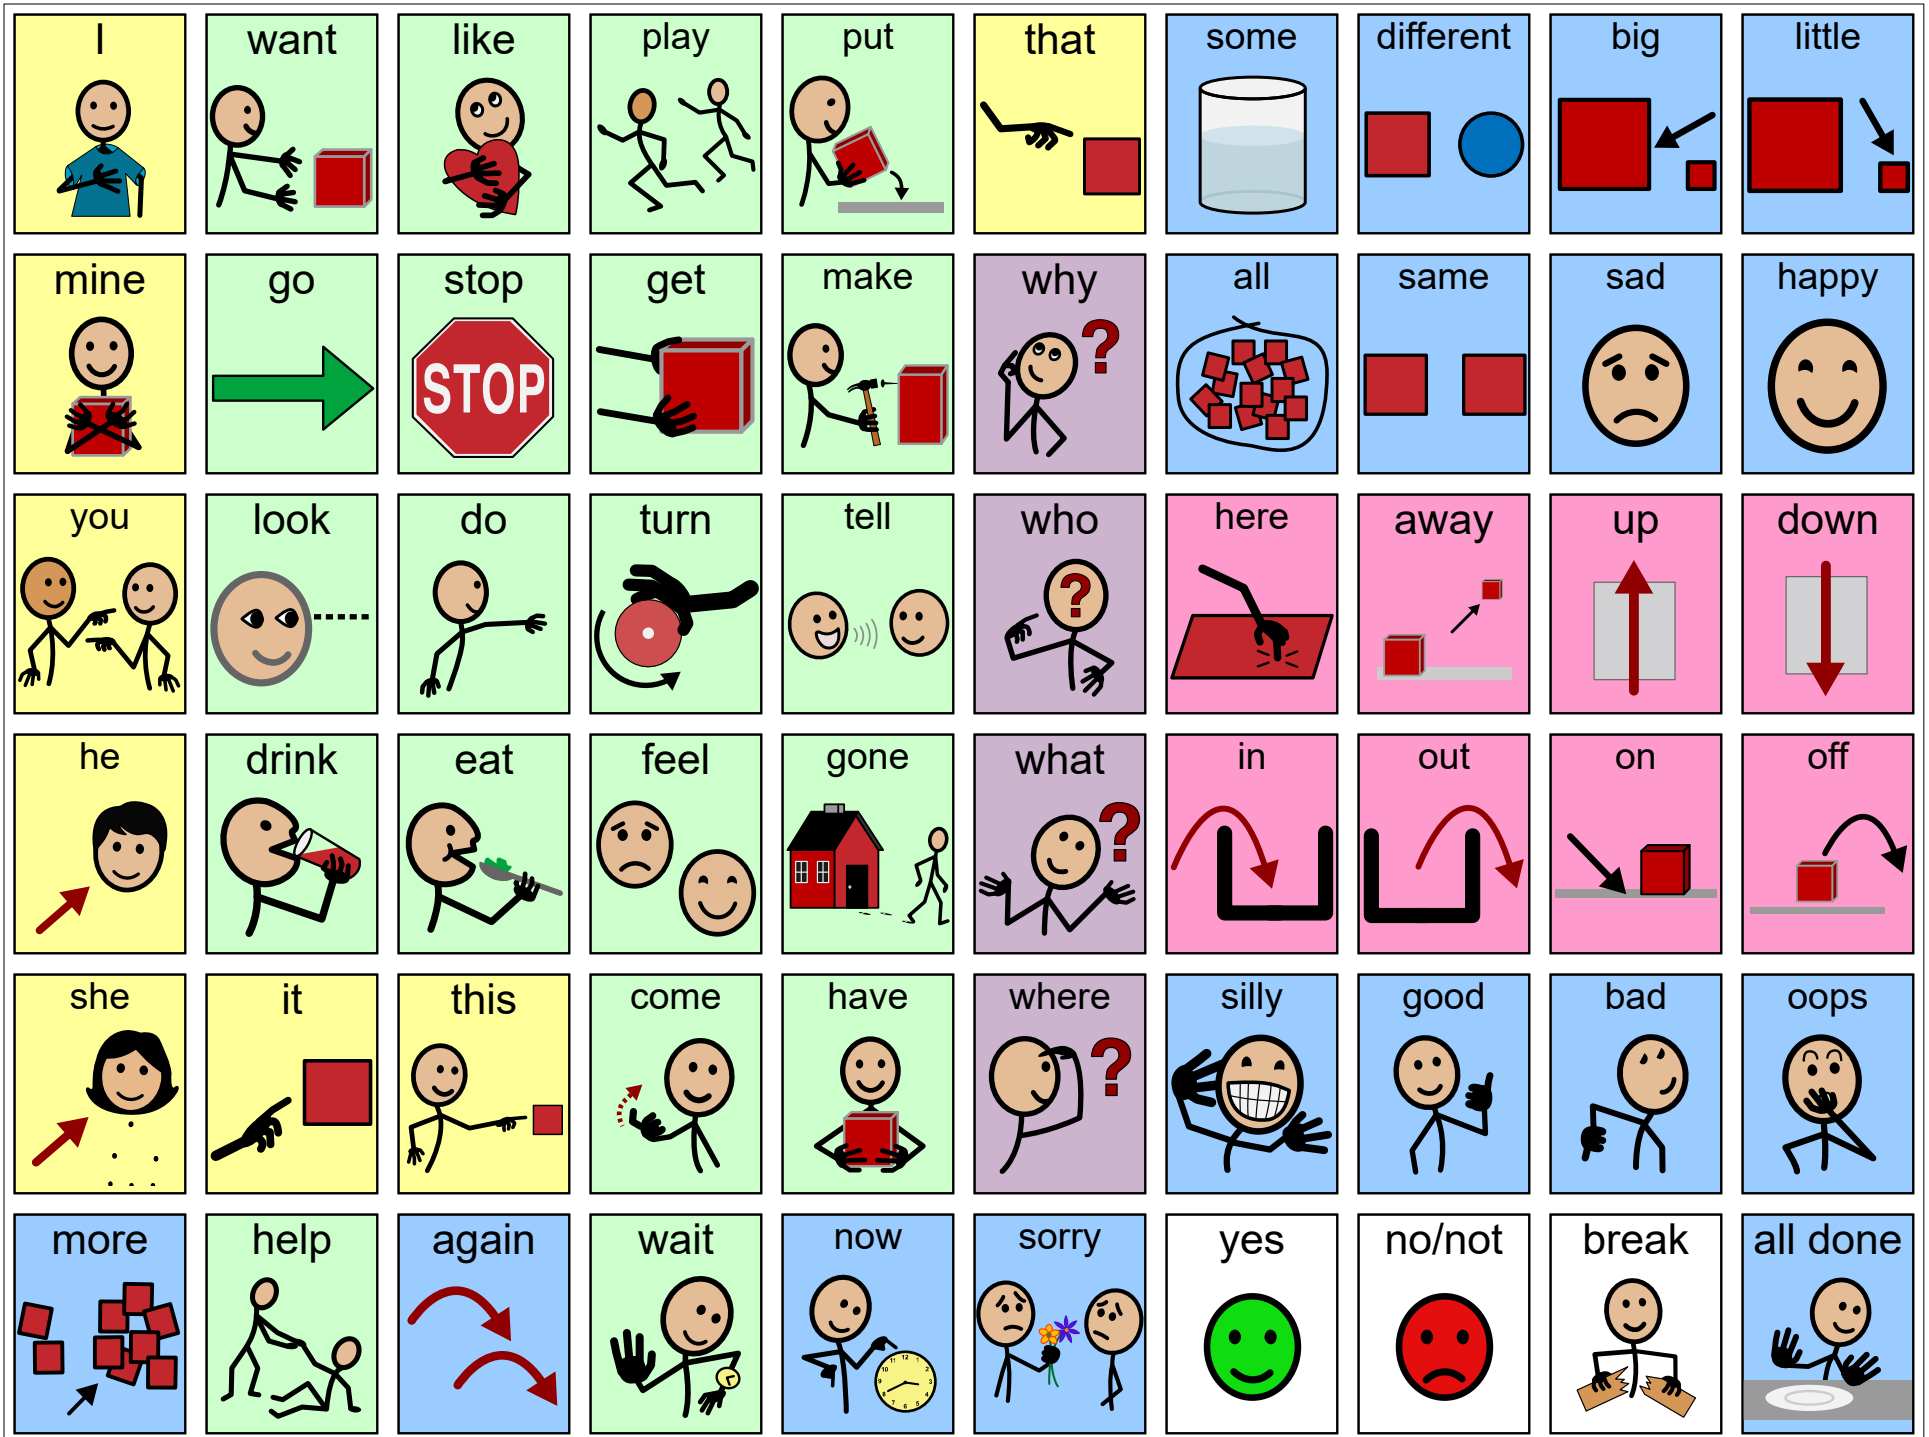 I want like play put that some different big little
mine go stop get make why all same sad happy
STOP
you look do turn tell who here away up down
he drink eat feel gone what in out on off
she it this come have where silly good bad oops
more help again wait now sorry yes no/not break all done